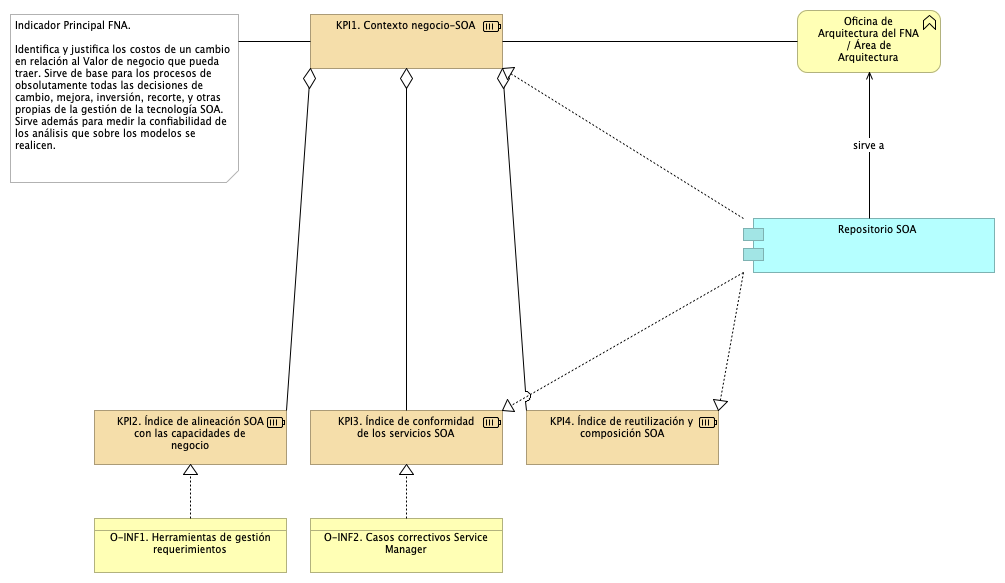 Indicador Principal FNA.
Identifica y justifica los costos de un cambio
en relación al Valor de negocio que pueda
traer. Sirve de base para los procesos de
obsolutamente todas las decisiones de
cambio, mejora, inversión, recorte, y otras
propias de la gestión de la tecnología SOA.
Sirve además para medir la confiabilidad de
los análisis que sobre los modelos se
realicen.
KPI1. Contexto negocio-SOA
Oficina de
Arquitectura del FNA
/ Área de
Arquitectura
sirve a
Repositorio SOA
KPI2. Índice de alineación SOA
con las capacidades de
negocio
KPI3. Índice de conformidad
de los servicios SOA
KPI4. Índice de reutilización y
composición SOA
O-INF1. Herramientas de gestión
requerimientos
O-INF2. Casos correctivos Service
Manager